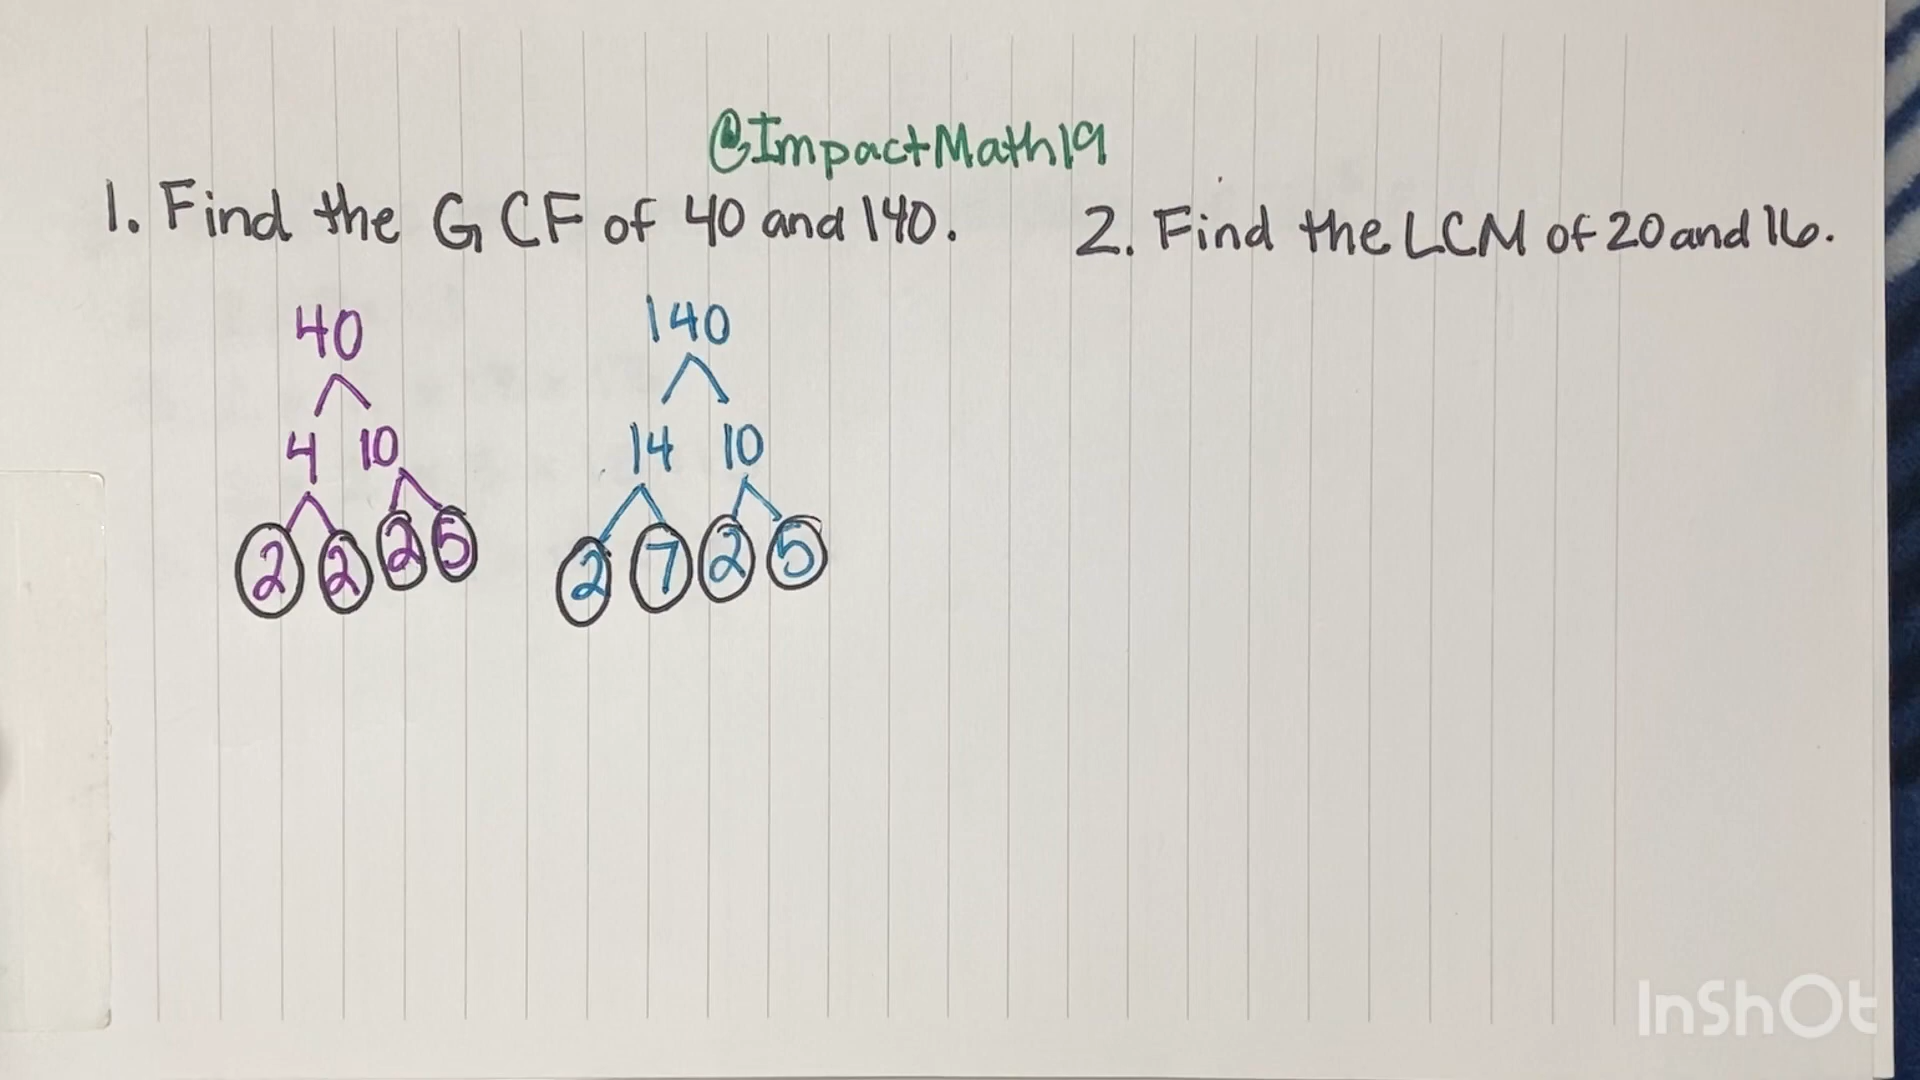 @ImpactMath19
1. Find the GCF of 40 and 140.
2. Find the LCM of 20 and 16.
40
140
4 10
14 10
2 2 2 5
2 7 2 5
InShOt